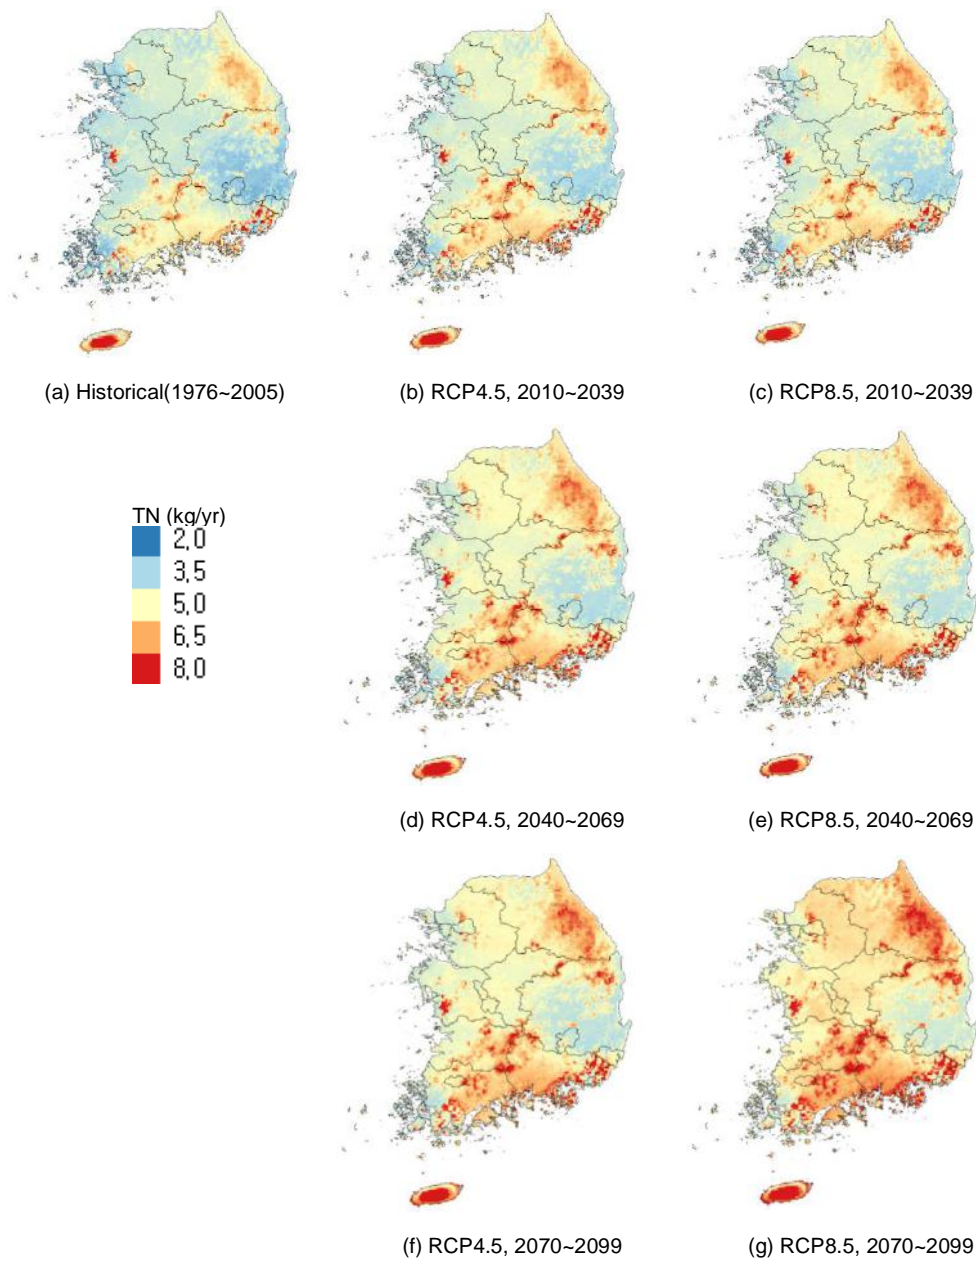 (a) Historical(1976~2005)
(b) RCP4.5, 2010~2039
(c) RCP8.5, 2010~2039
TN (kg/yr)
2,0
3,5
5,0
6,5
8,0
(d) RCP4.5, 2040~2069
(e) RCP8.5, 2040~2069
(f) RCP4.5, 2070~2099
(g) RCP8.5, 2070~2099